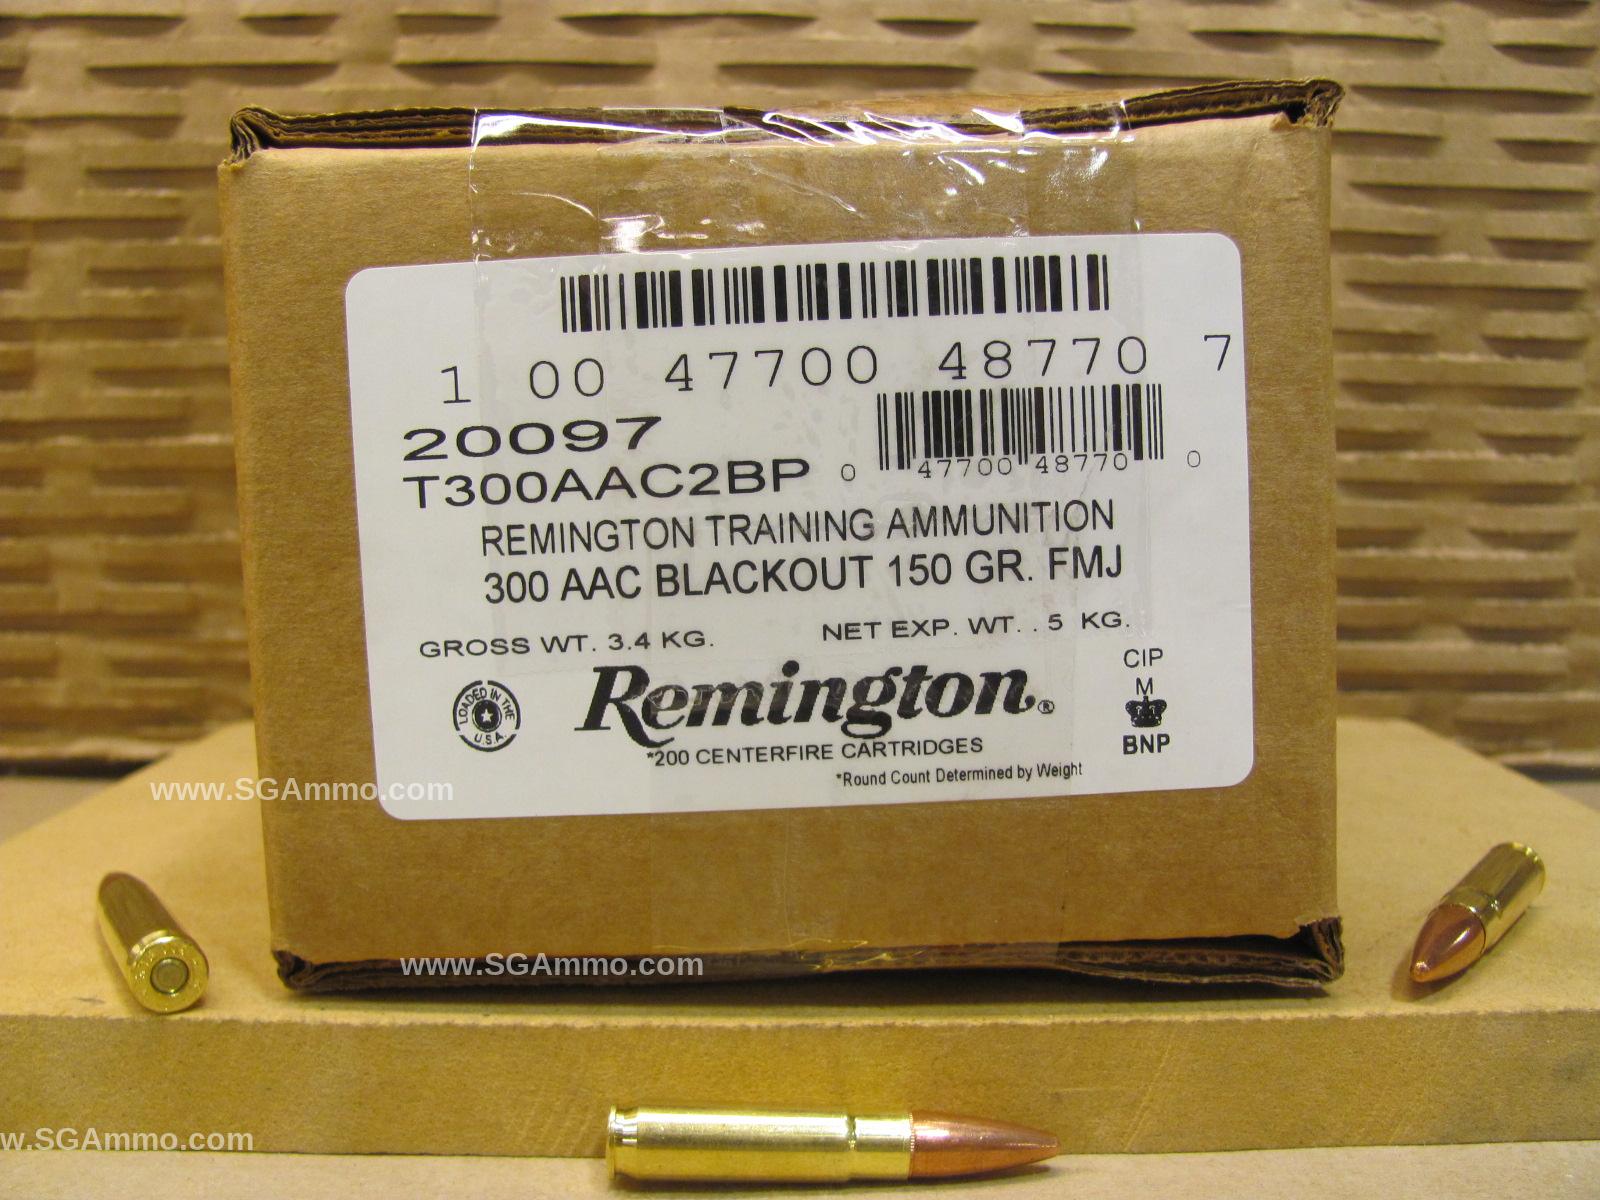 1 00 47700 48770 7
20097
T300AAC2BP
0 47700 48770 0
REMINGTON TRAINING AMMUNITION
300 AAC BLACKOUT 150 GR. FMJ
GROSS WT. 3.4 KG. NET EXP. WT. .5 KG.
LOADED IN THE U.S.A.
Remington®
CIP
M
BNP
*200 CENTERFIRE CARTRIDGES
*Round Count Determined by Weight
www.SGAmmo.com
www.SGAmmo.com
w.SGAmmo.com